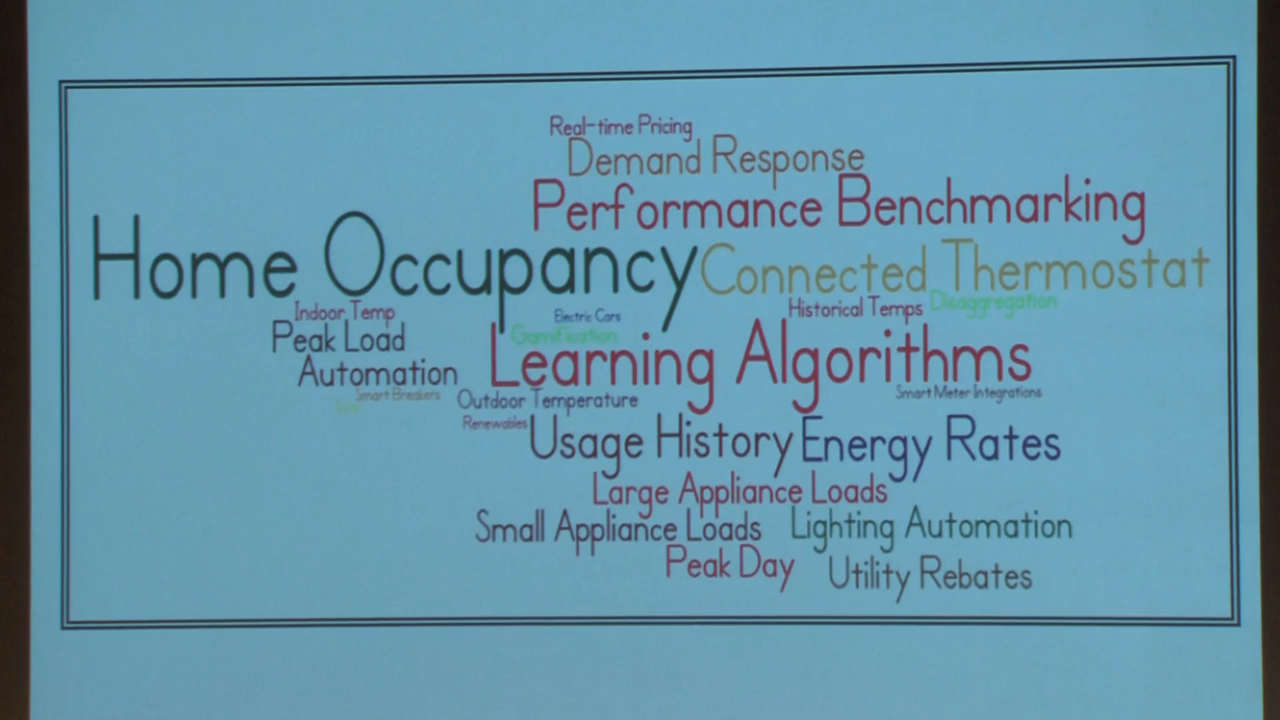 Real-time Pricing
Demand Response
Performance Benchmarking
Home Occupancy
Connected Thermostat
Indoor Temp
Electric Cars
Historical Temps
Disaggregation
Peak Load
Gamification
Learning Algorithms
Automation
Smart Breakers
Outdoor Temperature
Smart Meter Integrations
Renewables
Usage History
Energy Rates
Large Appliance Loads
Small Appliance Loads
Lighting Automation
Peak Day
Utility Rebates